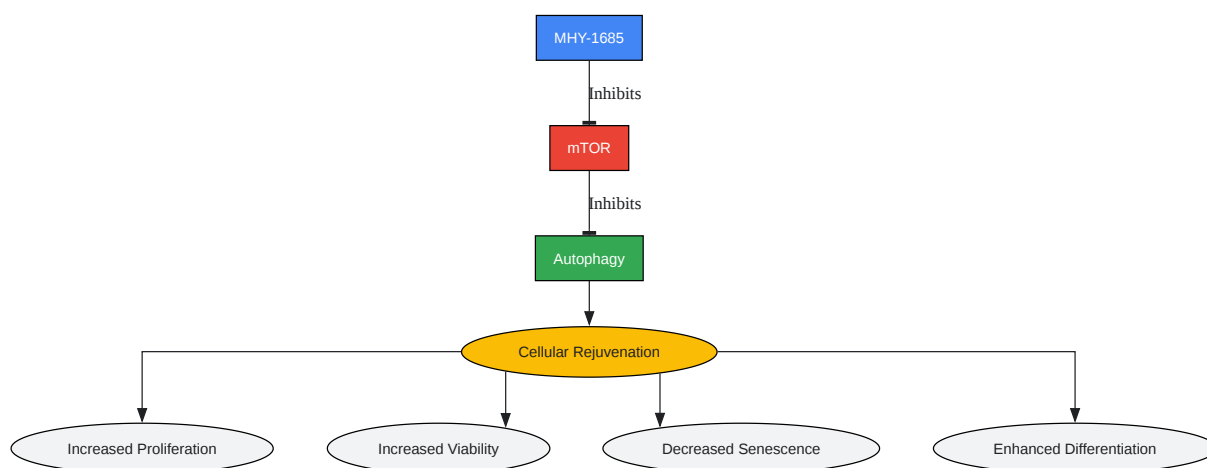 MHY-1685
Inhibits
mTOR
Inhibits
Autophagy
Cellular Rejuvenation
Increased Proliferation
Increased Viability
Decreased Senescence
Enhanced Differentiation